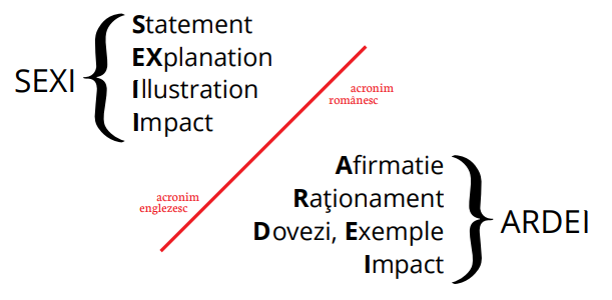 SEXI
Statement
EXplanation
Illustration
Impact
acronim
românesc
acronim
englezesc
Afirmatie
Raţionament
Dovezi, Exemple
Impact
ARDEI